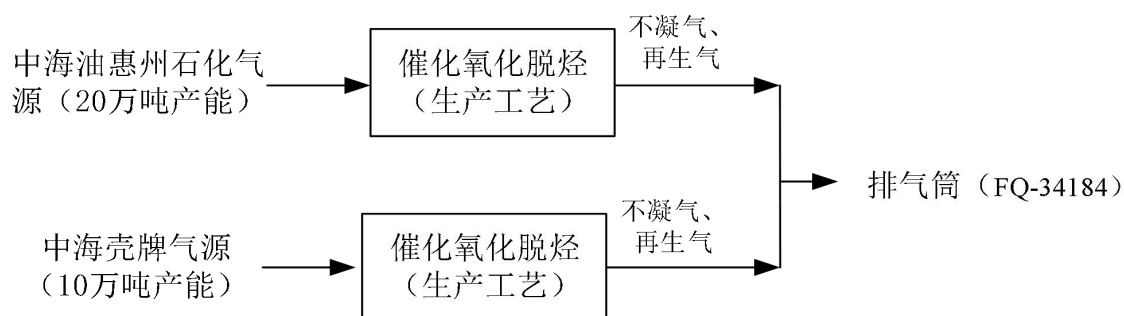 中海油惠州石化气
源（20万吨产能）
催化氧化脱烃
（生产工艺）
不凝气、
再生气
排气筒（FQ-34184）
中海壳牌气源
（10万吨产能）
催化氧化脱烃
（生产工艺）
不凝气、
再生气